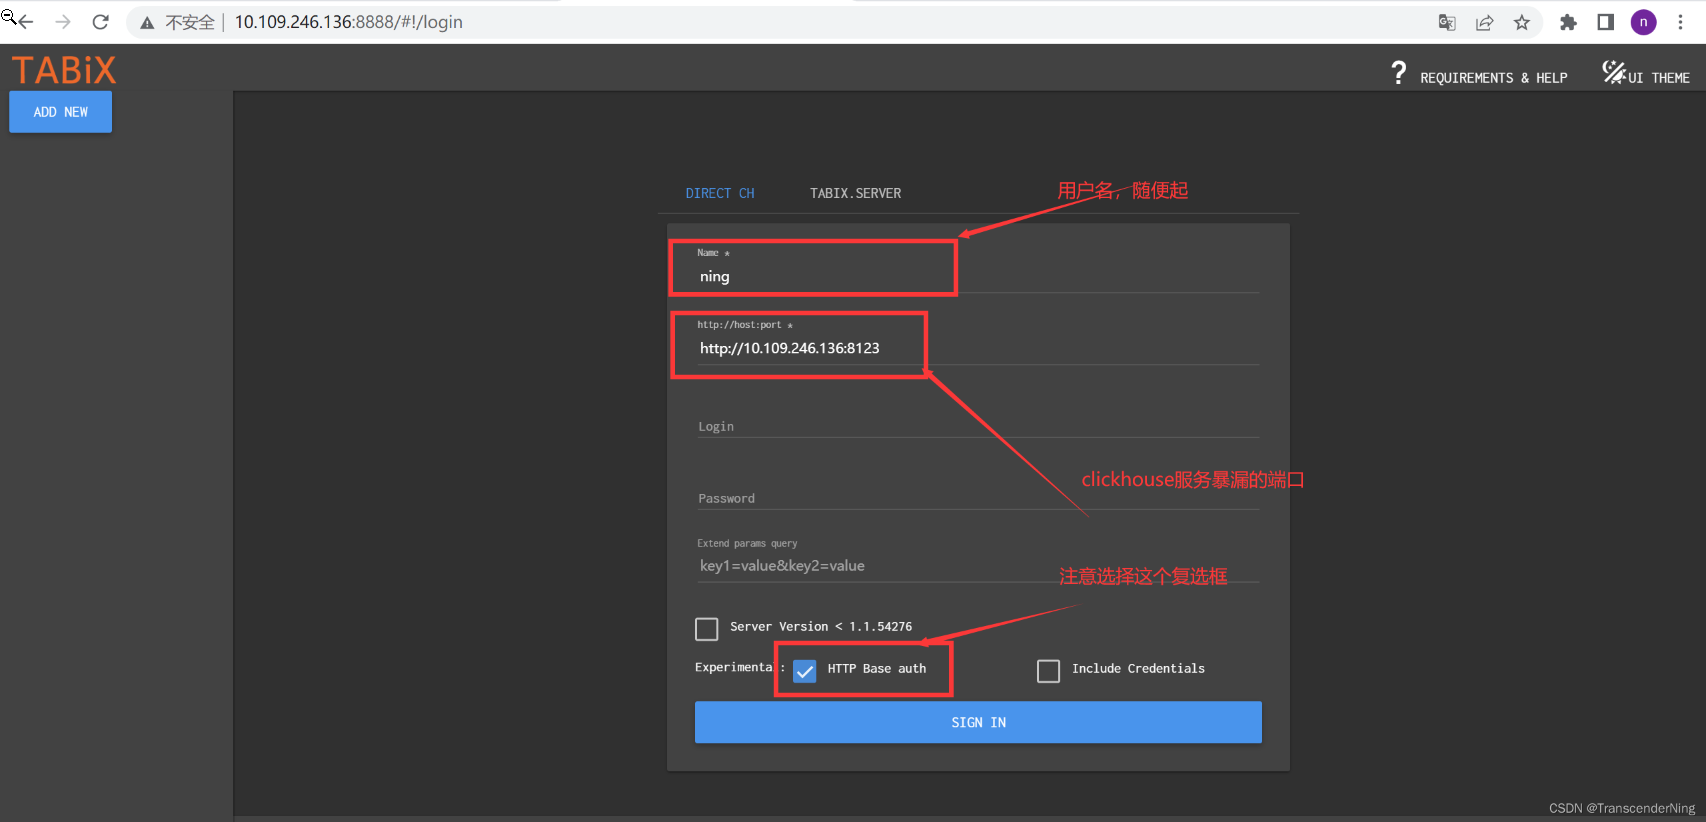 不安全 | 10.109.246.136:8888/#!/login
n
TABiX
? REQUIREMENTS & HELP
UI THEME
ADD NEW
DIRECT CH
TABIX.SERVER
用户名，随便起
Name *
ning
http://host:port *
http://10.109.246.136:8123
Login
clickhouse服务暴漏的端口
Password
Extend params query
key1=value&key2=value
注意选择这个复选框
Server Version < 1.1.54276
Experimental:
HTTP Base auth
Include Credentials
SIGN IN
CSDN @TranscenderNing